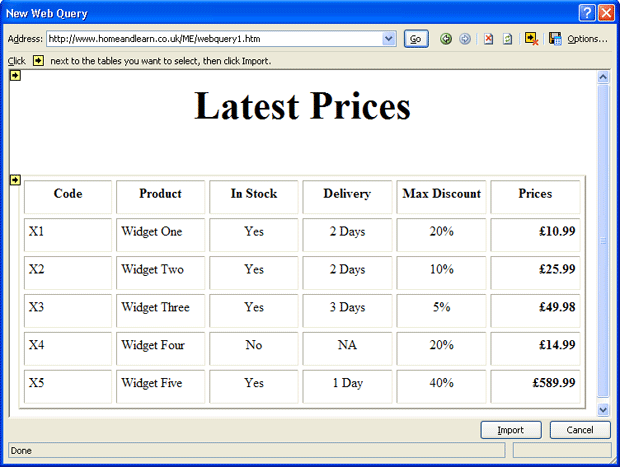 New Web Query
Address: http://www.homeandlearn.co.uk/ME/webquery1.htm Go Options...
Click next to the tables you want to select, then click Import.
Latest Prices
Code Product In Stock Delivery Max Discount Prices
X1 Widget One Yes 2 Days 20% £10.99
X2 Widget Two Yes 2 Days 10% £25.99
X3 Widget Three Yes 3 Days 5% £49.98
X4 Widget Four No NA 20% £14.99
X5 Widget Five Yes 1 Day 40% £589.99
Import Cancel
Done